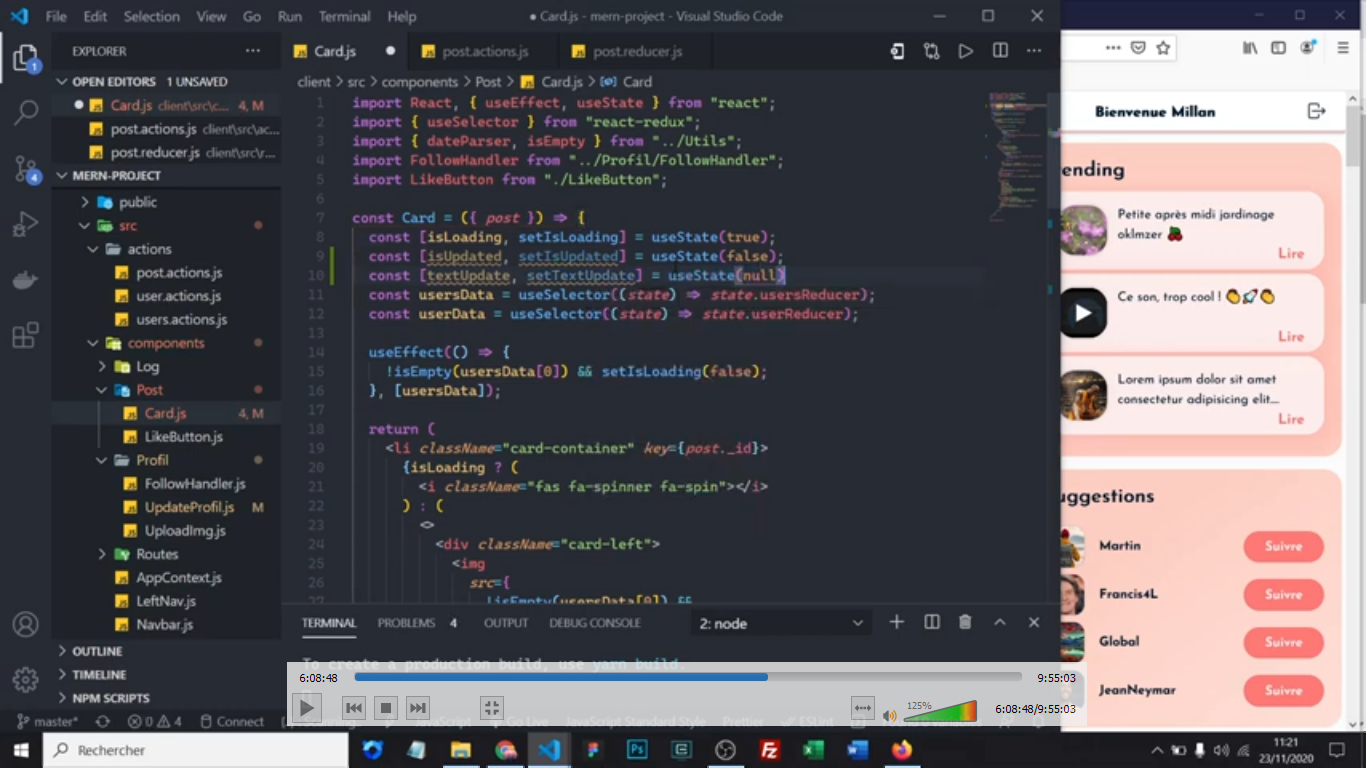 File Edit Selection View Go Run Terminal Help
● Card.js - mern-project - Visual Studio Code
EXPLORER
OPEN EDITORS 1 UNSAVED
Card.js client\src\c... 4, M
post.actions.js client\src\ac...
post.reducer.js client\src\r...
MERN-PROJECT
public
src
actions
post.actions.js
user.actions.js
users.actions.js
components
Log
Post
Card.js 4, M
LikeButton.js
Profil
FollowHandler.js
UpdateProfil.js M
UploadImg.js
Routes
AppContext.js
LeftNav.js
Navbar.js
OUTLINE
TIMELINE
NPM SCRIPTS
Card.js post.actions.js post.reducer.js
client > src > components > Post > Card.js > Card
1 import React, { useEffect, useState } from "react";
2 import { useSelector } from "react-redux";
3 import { dateParser, isEmpty } from "../Utils";
4 import FollowHandler from "../Profil/FollowHandler";
5 import LikeButton from "./LikeButton";
6
7 const Card = ({ post }) => {
8 const [isLoading, setIsLoading] = useState(true);
9 const [isUpdated, setIsUpdated] = useState(false);
10 const [textUpdate, setTextUpdate] = useState(null)
11 const usersData = useSelector((state) => state.usersReducer);
12 const userData = useSelector((state) => state.userReducer);
13
14 useEffect(() => {
15 !isEmpty(usersData[0]) && setIsLoading(false);
16 }, [usersData]);
17
18 return (
19 <li className="card-container" key={post._id}>
20 {isLoading ? (
21 <i className="fas fa-spinner fa-spin"></i>
22 ) : (
23 <>
24 <div className="card-left">
25 <img
26 src={
27 !isEmpty(usersData[0]) &&
TERMINAL PROBLEMS 4 OUTPUT DEBUG CONSOLE 2: node
To create a production build, use yarn build.
6:08:48 9:55:03
125% 6:08:48/9:55:03
master* 0 4 Connect JavaScript Go Live JavaScript Standard Style Prettier ESLint
Bienvenue Millan
ending
Petite après midi jardinage
oklmzer 🍒
Lire
Ce son, trop cool ! 👏🚀👏
Lire
Lorem ipsum dolor sit amet
consectetur adipisicing elit...
Lire
uggestions
Martin Suivre
Francis4L Suivre
Global Suivre
JeanNeymar Suivre
Rechercher
11:21
23/11/2020